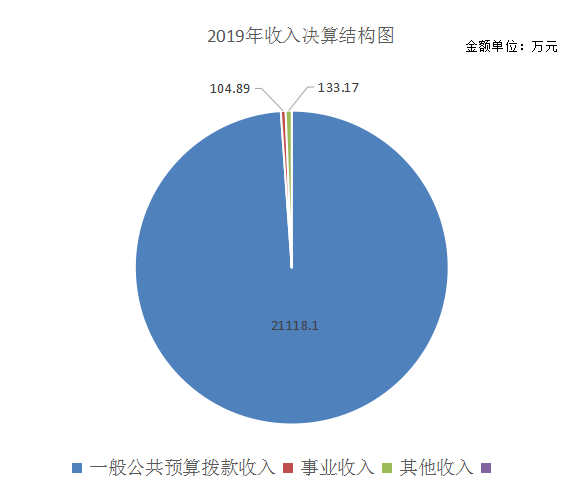 2019年收入决算结构图
金额单位：万元
104.89
133.17
21118.1
一般公共预算拨款收入 事业收入 其他收入